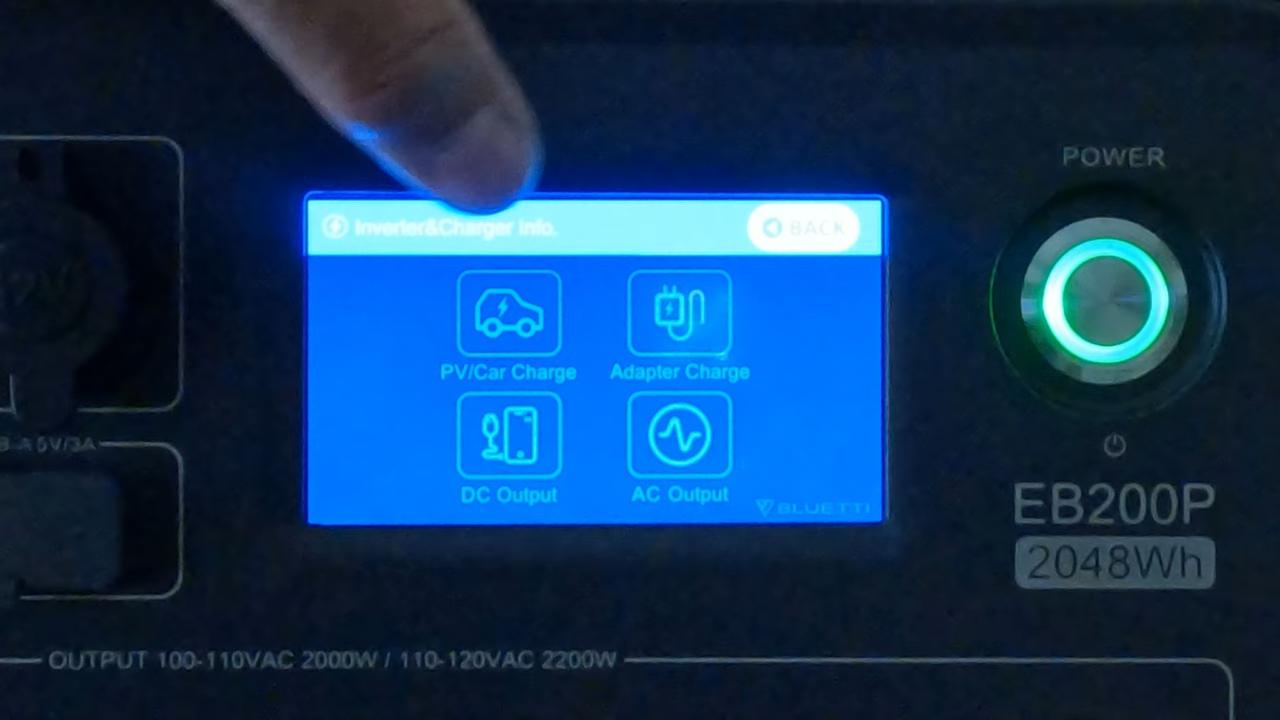 POWER
Inverter&Charger Info.
BACK
PV/Car Charge
Adapter Charge
A 5V/3A
DC Output
AC Output
BLUETTI
EB200P
2048Wh
OUTPUT 100-110VAC 2000W / 110-120VAC 2200W